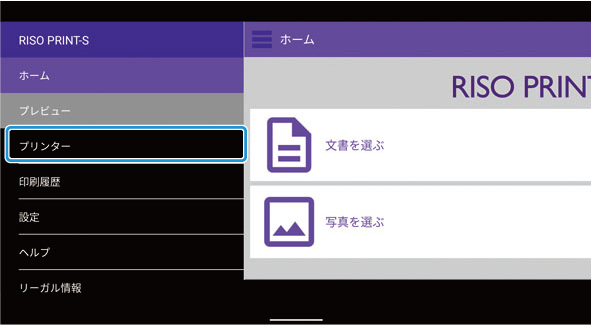 RISO PRINT-S
ホーム
プレビュー
プリンター
印刷履歴
設定
ヘルプ
リーガル情報
ホーム
RISO PRIN
文書を選ぶ
写真を選ぶ